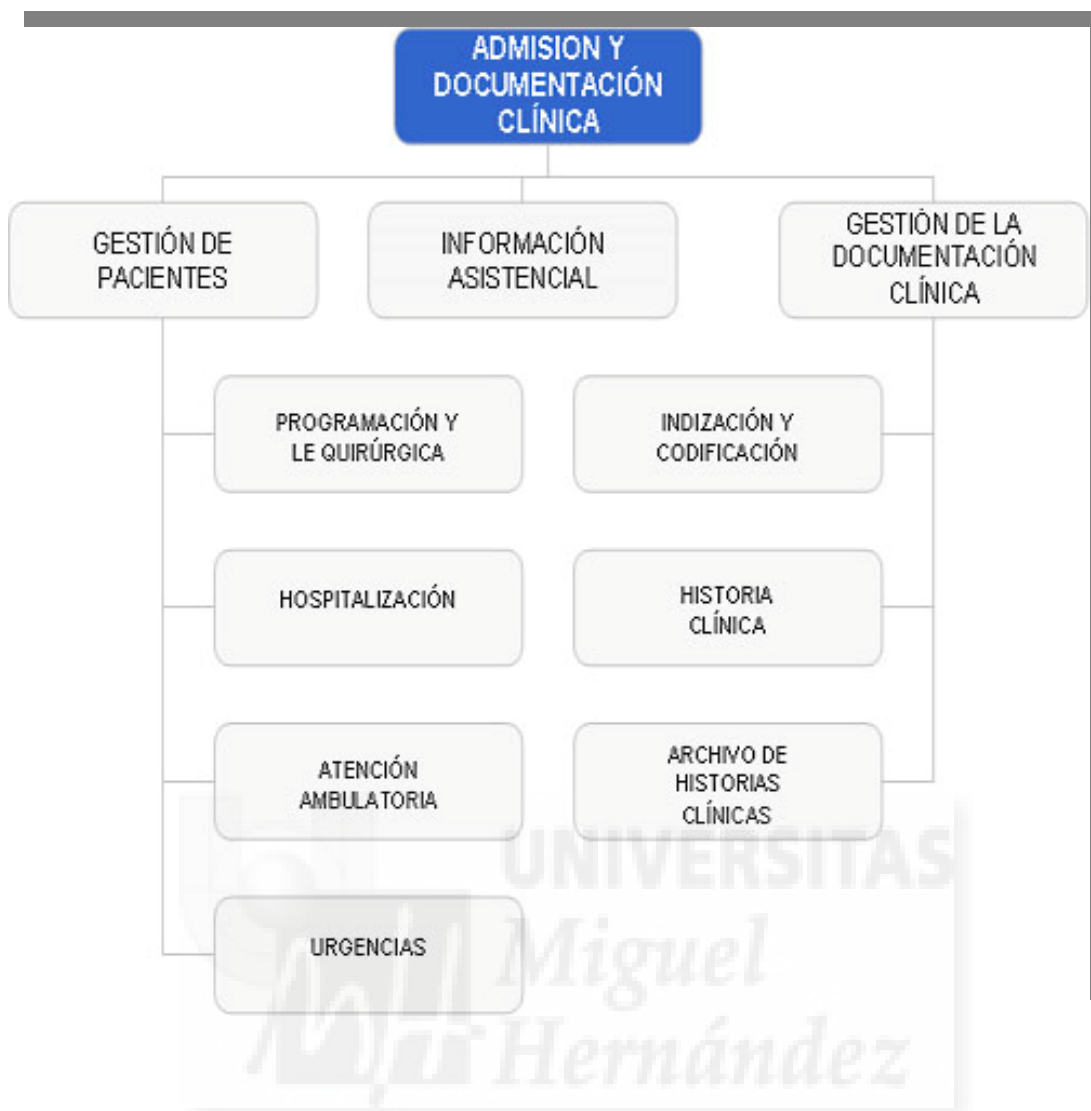 ADMISION Y
DOCUMENTACIÓN
CLÍNICA
GESTIÓN DE
PACIENTES
INFORMACIÓN
ASISTENCIAL
GESTIÓN DE LA
DOCUMENTACIÓN
CLÍNICA
PROGRAMACIÓN Y
LE QUIRÚRGICA
INDIZACIÓN Y
CODIFICACIÓN
HOSPITALIZACIÓN
HISTORIA
CLÍNICA
ATENCIÓN
AMBULATORIA
ARCHIVO DE
HISTORIAS
CLÍNICAS
URGENCIAS
UNIVERSITAS
Miguel
Hernández